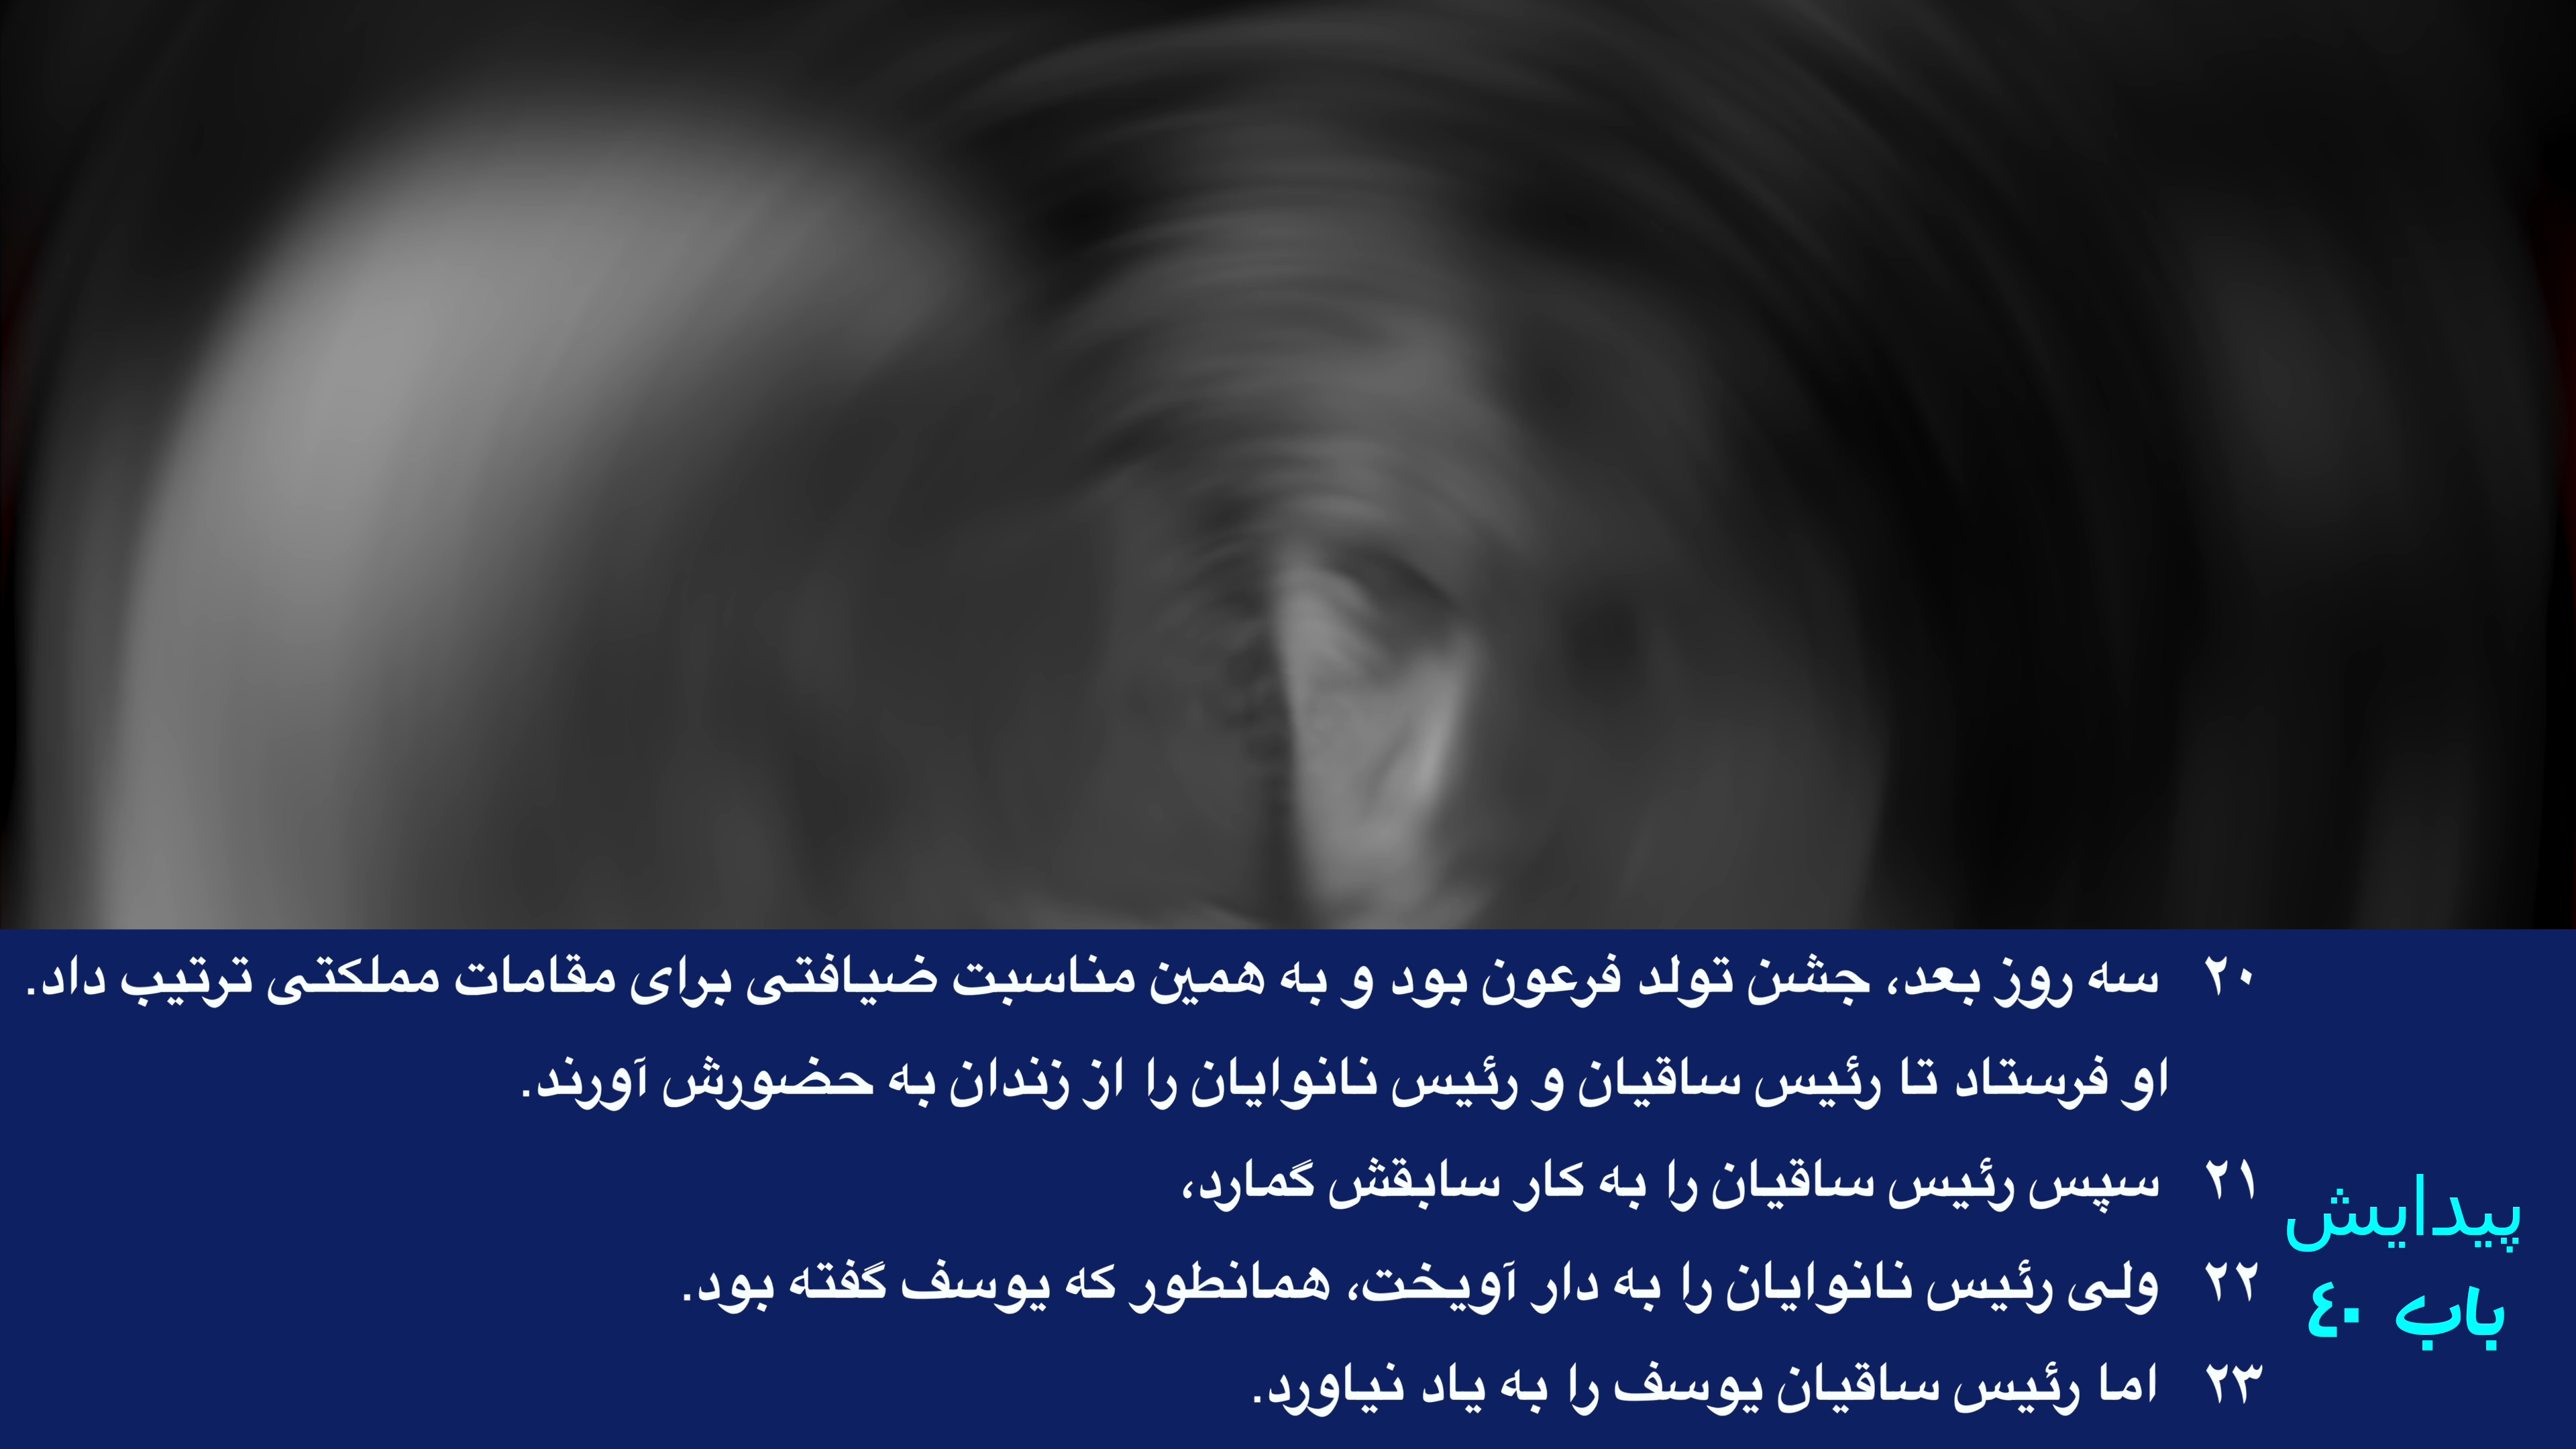 ۲۰ سه روز بعد، جشن تولد فرعون بود و به همین مناسبت ضیافتی برای مقامات مملکتی ترتیب داد.
او فرستاد تا رئیس ساقیان و رئیس نانوایان را از زندان به حضورش آورند.
۲۱ سپس رئیس ساقیان را به کار سابقش گمارد،
۲۲ ولی رئیس نانوایان را به دار آویخت، همانطور که یوسف گفته بود.
۲۳ اما رئیس ساقیان یوسف را به یاد نیاورد.
پیدایش
باب ٤٠